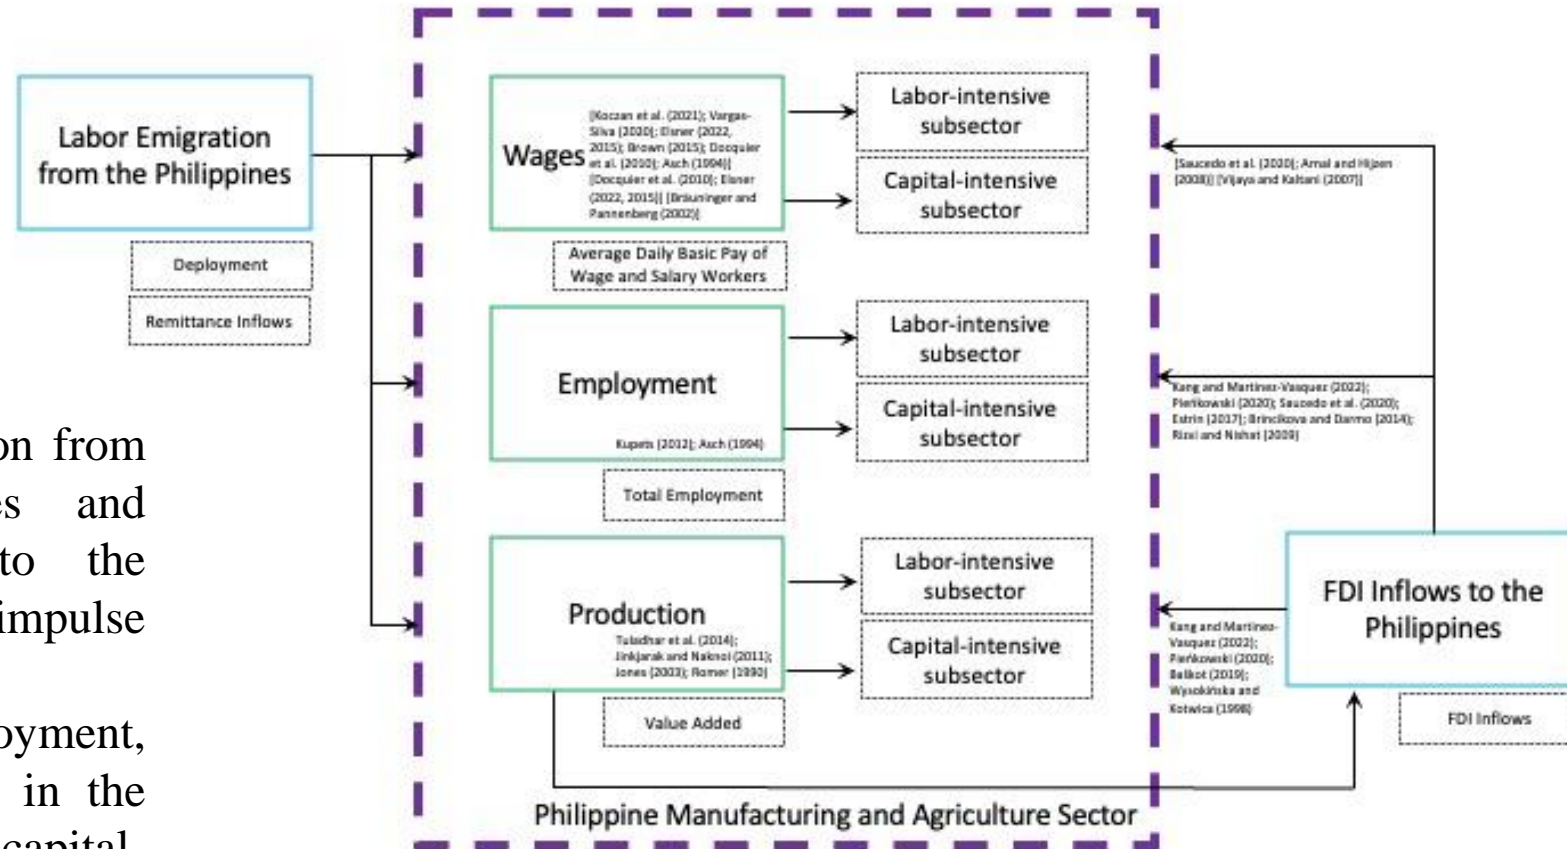 Labor Emigration
from the Philippines
Deployment
Remittance Inflows
on from
es and
to the
impulse
oyment,
in the
capital
Wages
[Koczan et al. (2021); Vargas-
Silva (2020); Elsner (2022,
2015); Brown (2015); Docquier
et al. (2010); Asch (1994)]
[Docquier et al. (2010); Elsner
(2022, 2015)] [Bräuninger and
Pannenberg (2002)]
Average Daily Basic Pay of
Wage and Salary Workers
Labor-intensive
subsector
Capital-intensive
subsector
Employment
Kupets (2012); Asch (1994)
Total Employment
Labor-intensive
subsector
Capital-intensive
subsector
Production
Tuladhar et al. (2014);
Jinkjarak and Naknoi (2011);
Jones (2003); Romer (1990)
Value Added
Labor-intensive
subsector
Capital-intensive
subsector
Philippine Manufacturing and Agriculture Sector
[Saucedo et al. (2020); Amal and Hijzen
(2008)] [Vijaya and Kaltani (2007)]
Kang and Martinez-Vasquez (2022);
Pieńkowski (2020); Saucedo et al. (2020);
Estrin (2017); Brincikova and Darmo (2014);
Rizvi and Nishat (2009)
Kang and Martinez-
Vasquez (2022);
Pieńkowski (2020);
(2019);
Wysokińska and
Kotwica (1998)
FDI Inflows to the
Philippines
FDI Inflows